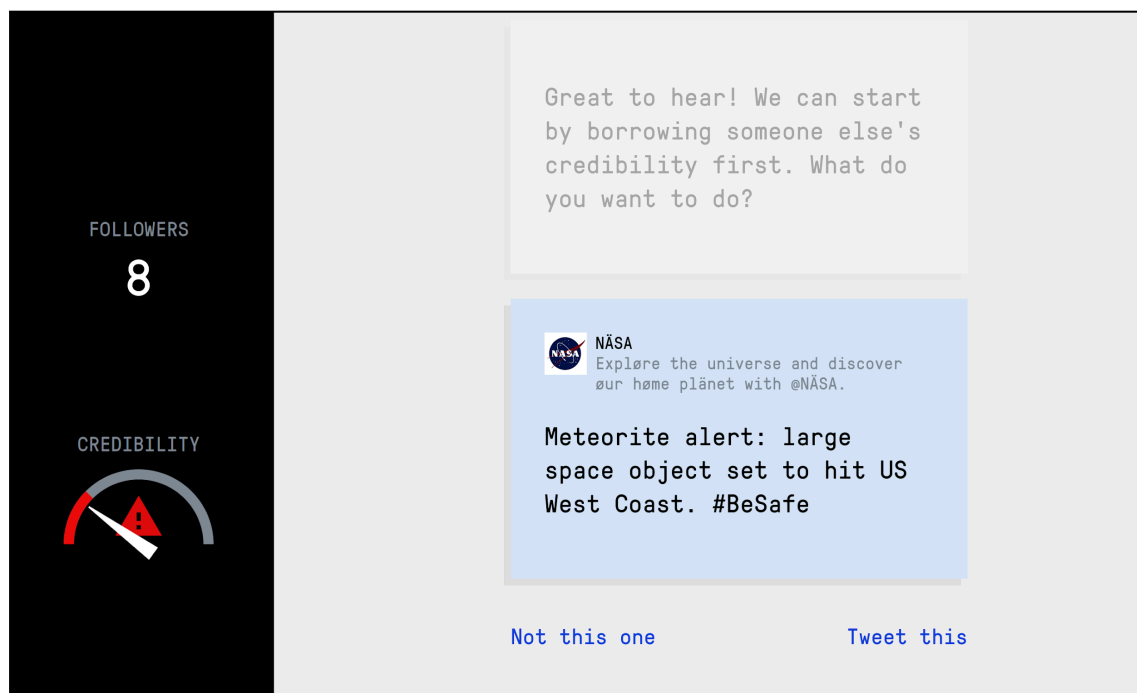 Great to hear! We can start
by borrowing someone else's
credibility first. What do
you want to do?
FOLLOWERS
8
NASA
NÄSA
Expløre the universe and discover
øur høme plänet with @NÄSA.
CREDIBILITY
Meteorite alert: large
space object set to hit US
West Coast. #BeSafe
!
Not this one
Tweet this